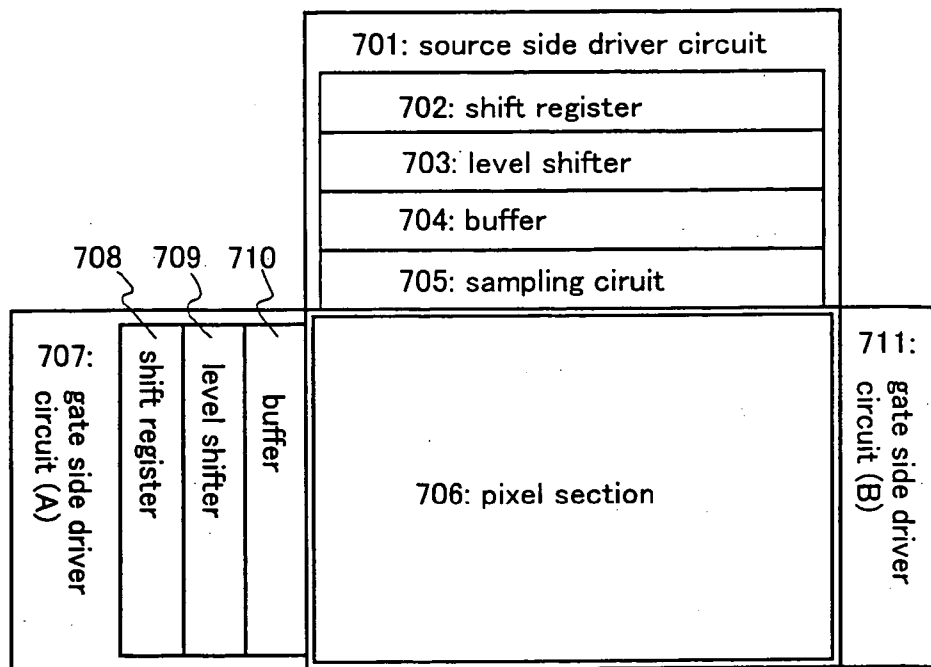 701: source side driver circuit
702: shift register
703: level shifter
704: buffer
705: sampling ciruit
708
709
710
707:
gate side driver
circuit (A)
shift register
level shifter
buffer
706: pixel section
711:
gate side driver
circuit (B)